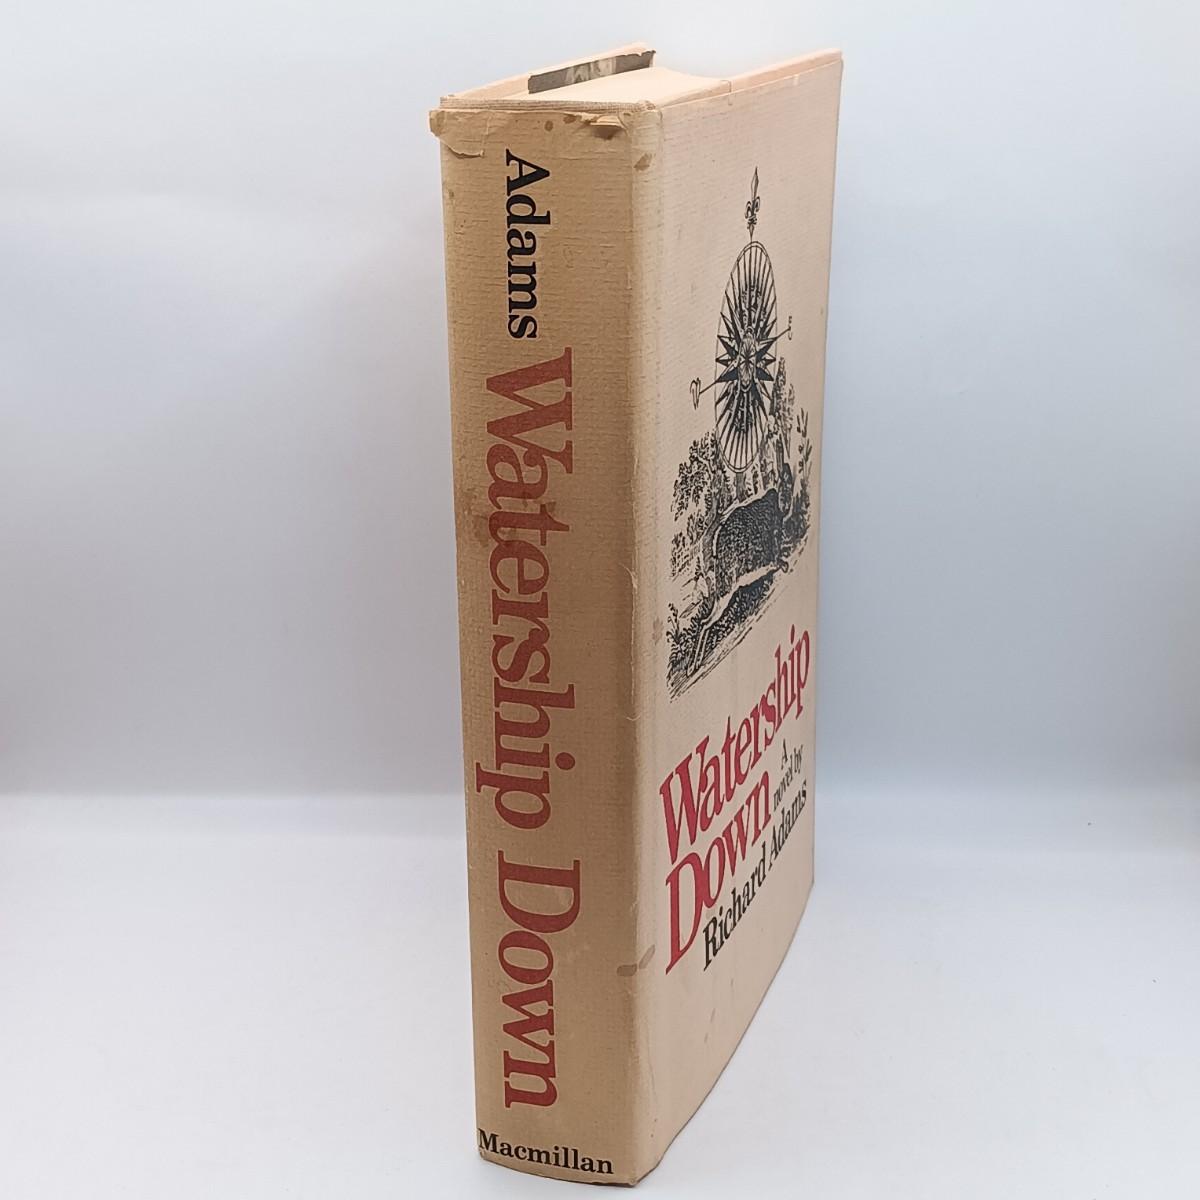 Adams Watership Down
Macmillan
Watership
Down
A
novel by
Richard Adams